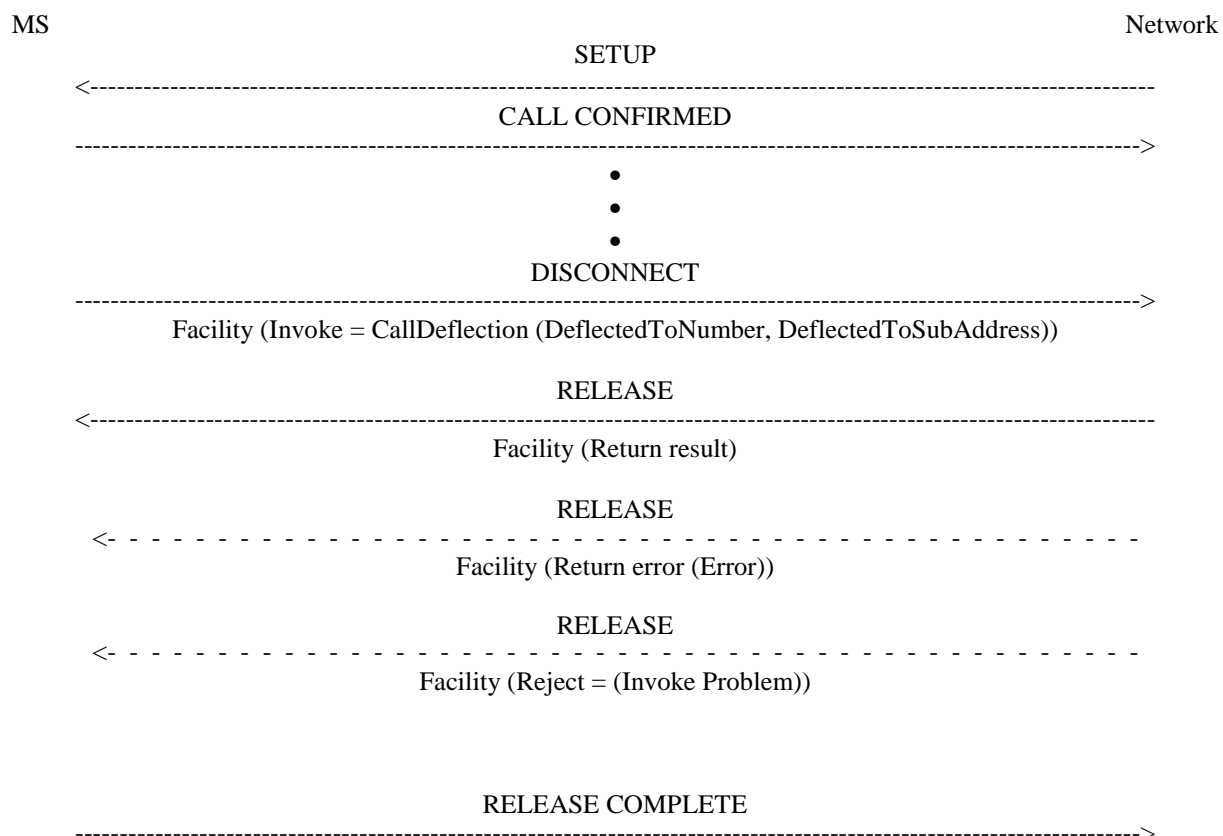 MS Network
SETUP
<-----------------------------------------------------------------------------------------------------------------------
CALL CONFIRMED
----------------------------------------------------------------------------------------------------------------------->
•
•
•
DISCONNECT
----------------------------------------------------------------------------------------------------------------------->
Facility (Invoke = CallDeflection (DeflectedToNumber, DeflectedToSubAddress))
RELEASE
<-----------------------------------------------------------------------------------------------------------------------
Facility (Return result)
RELEASE
<- - - - - - - - - - - - - - - - - - - - - - - - - - - - - - - - - - - - - - - - - - - - - - -
Facility (Return error (Error))
RELEASE
<- - - - - - - - - - - - - - - - - - - - - - - - - - - - - - - - - - - - - - - - - - - - - - -
Facility (Reject = (Invoke Problem))
RELEASE COMPLETE
----------------------------------------------------------------------------------------------------------------------->